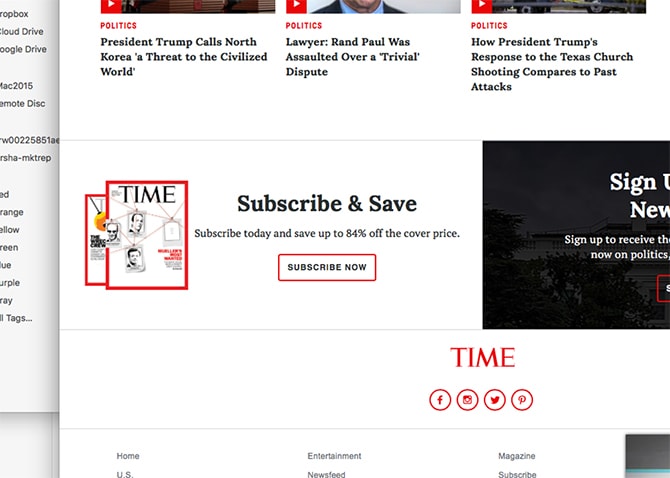 ropbox
Cloud Drive
oogle Drive
Mac2015
emote Disc
rw00225851ae
rsha-mktrep
ed
range
ellow
reen
lue
urple
ray
ll Tags...
POLITICS
President Trump Calls North
Korea 'a Threat to the Civilized
World'
POLITICS
Lawyer: Rand Paul Was
Assaulted Over a 'Trivial'
Dispute
POLITICS
How President Trump's
Response to the Texas Church
Shooting Compares to Past
Attacks
TIME
Subscribe & Save
Subscribe today and save up to 84% off the cover price.
SUBSCRIBE NOW
Sign U
New
Sign up to receive the
now on politics,
S
TIME
Home
Entertainment
Magazine
U.S.
Newsfeed
Subscribe